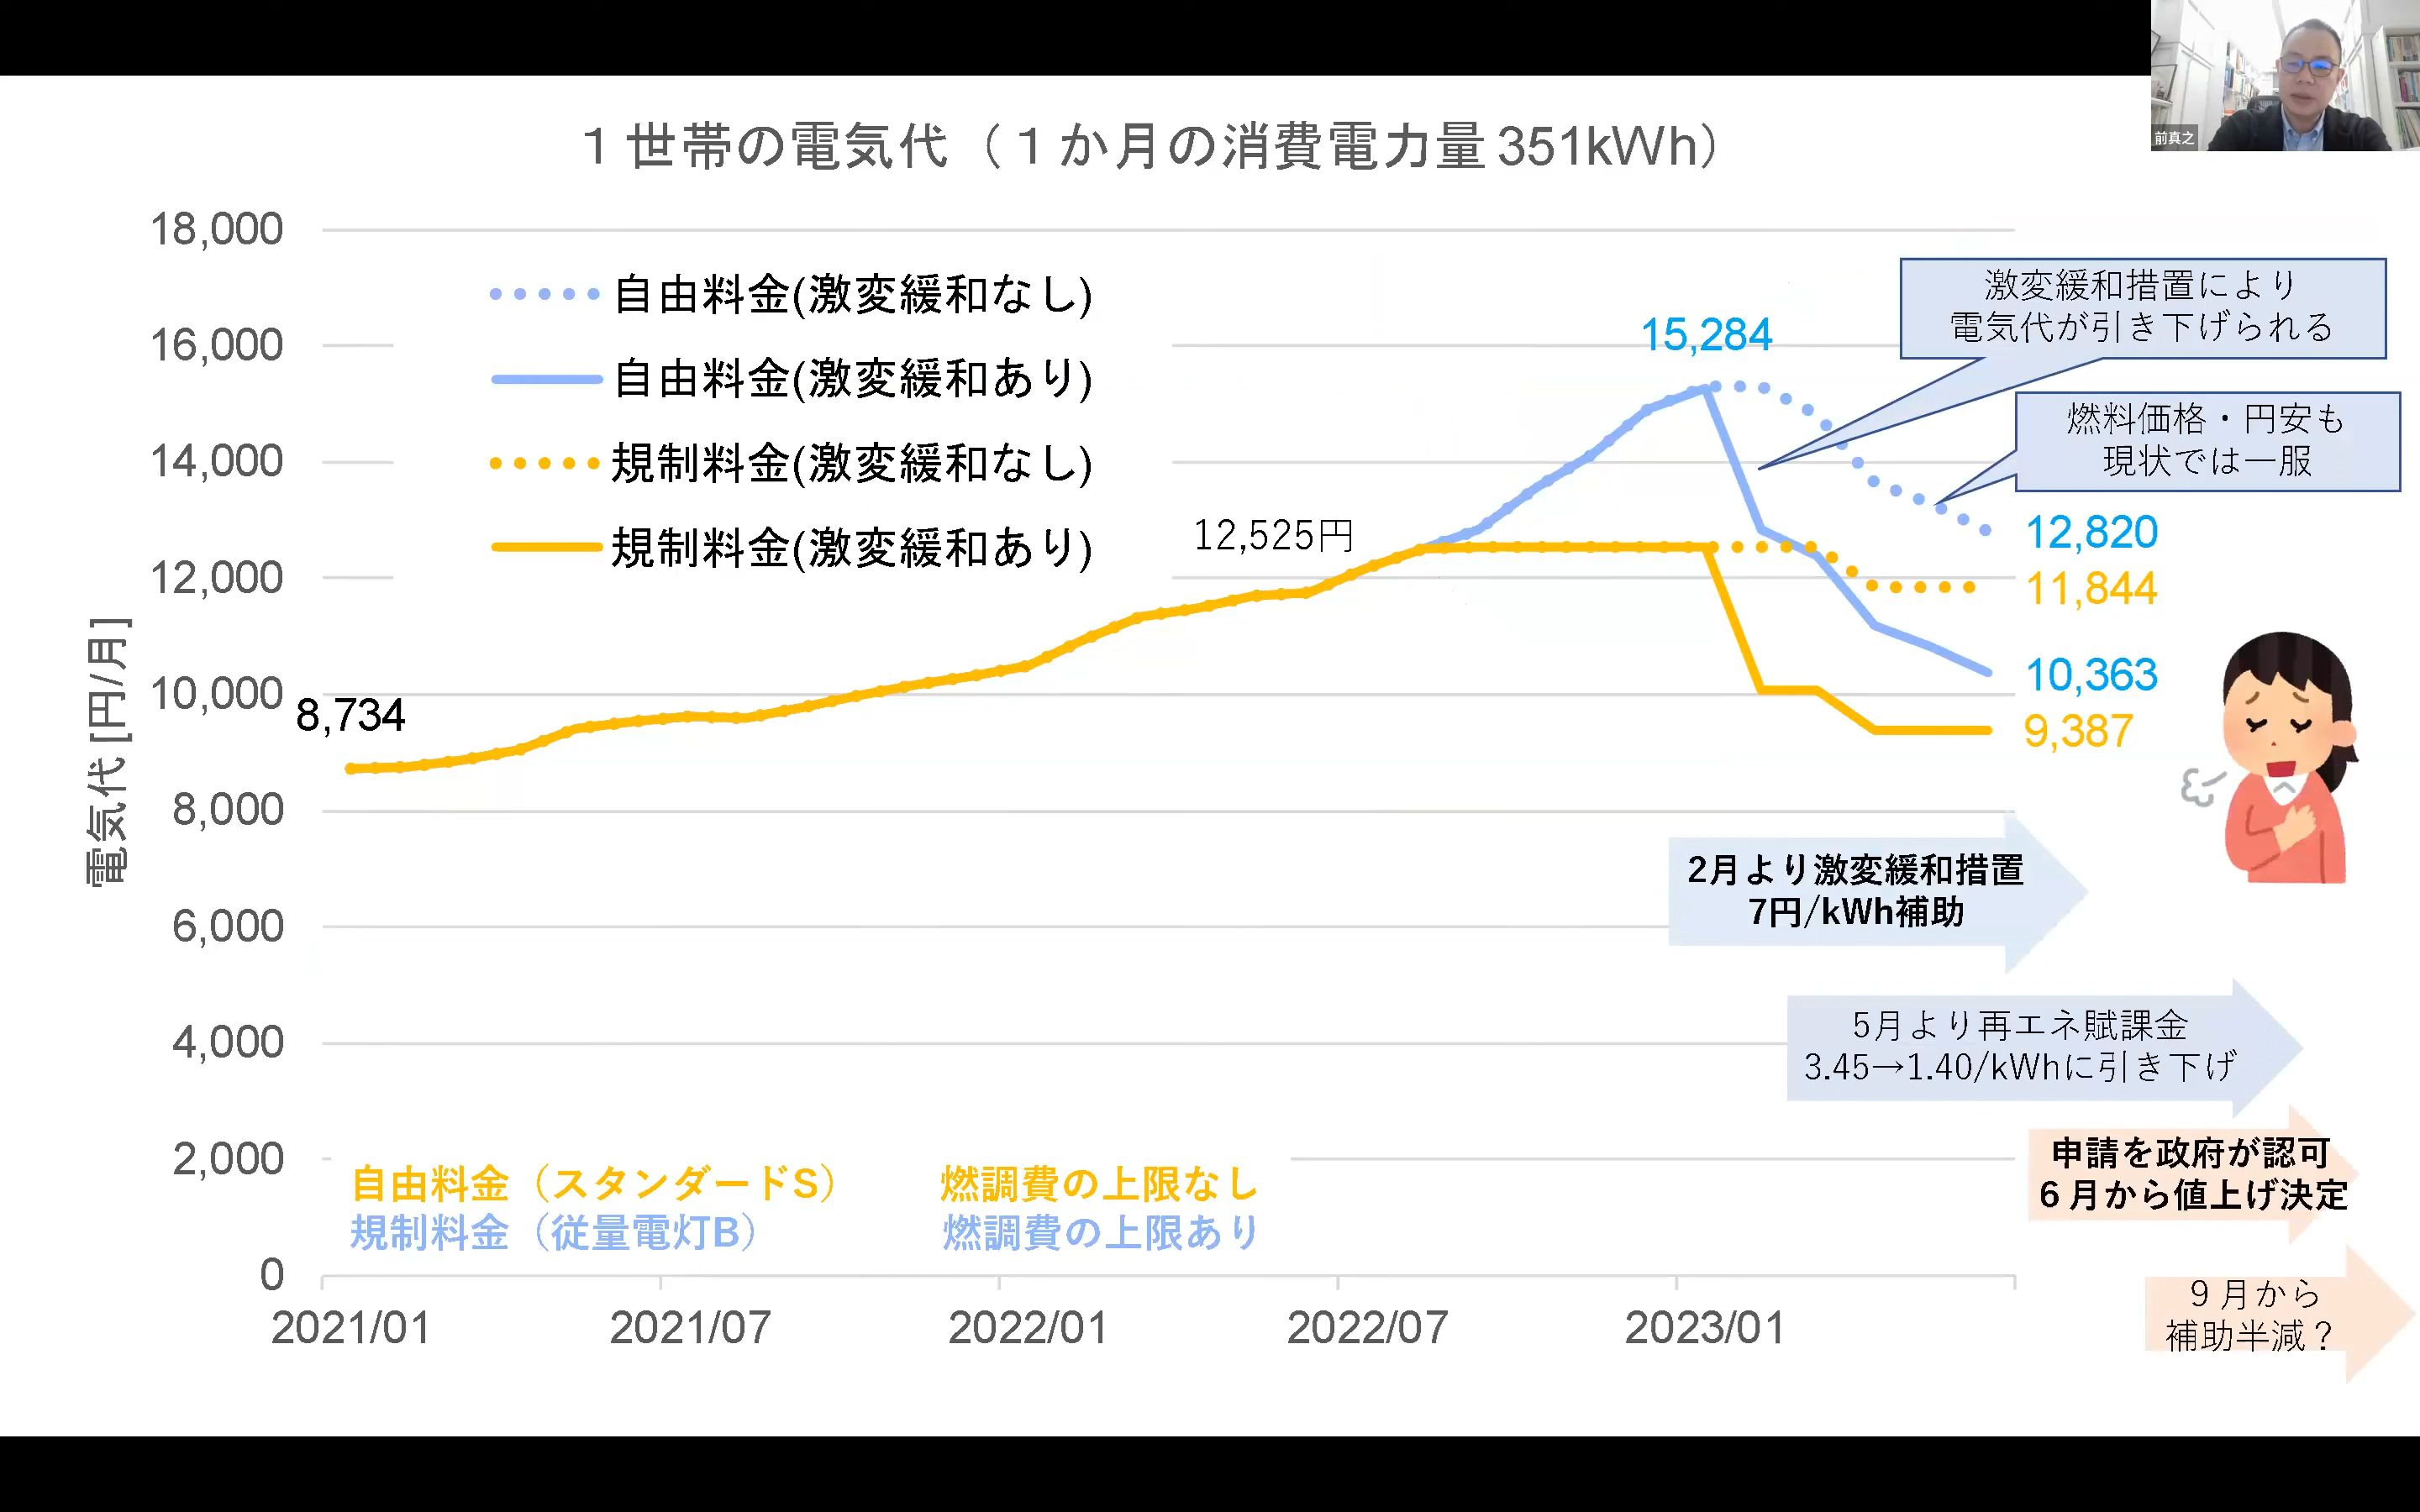 前真之
１世帯の電気代（１か月の消費電力量 351kWh）
18,000
16,000
14,000
12,000
10,000
8,000
6,000
4,000
2,000
0
電気代 [円/月]
自由料金(激変緩和なし)
自由料金(激変緩和あり)
規制料金(激変緩和なし)
規制料金(激変緩和あり)
8,734
12,525円
15,284
激変緩和措置により
電気代が引き下げられる
燃料価格・円安も
現状では一服
12,820
11,844
10,363
9,387
2月より激変緩和措置
7円/kWh補助
5月より再エネ賦課金
3.45→1.40/kWhに引き下げ
申請を政府が認可
６月から値上げ決定
９月から
補助半減？
自由料金（スタンダードS） 燃調費の上限なし
規制料金（従量電灯B） 燃調費の上限あり
2021/01
2021/07
2022/01
2022/07
2023/01